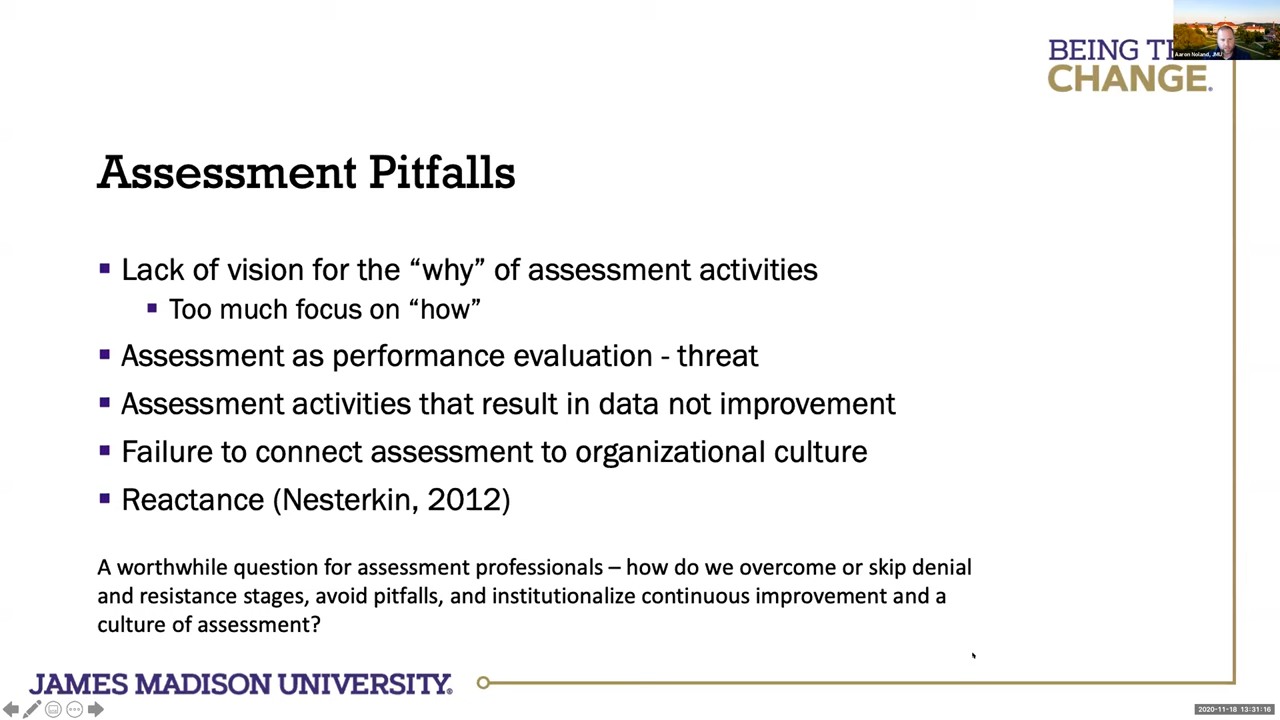 BEING T
CHANGE.
Aaron Noland, JMU
Assessment Pitfalls
Lack of vision for the “why” of assessment activities
Too much focus on “how”
Assessment as performance evaluation - threat
Assessment activities that result in data not improvement
Failure to connect assessment to organizational culture
Reactance (Nesterkin, 2012)
A worthwhile question for assessment professionals – how do we overcome or skip denial
and resistance stages, avoid pitfalls, and institutionalize continuous improvement and a
culture of assessment?
JAMES MADISON UNIVERSITY®
2020-11-18 13:31:16